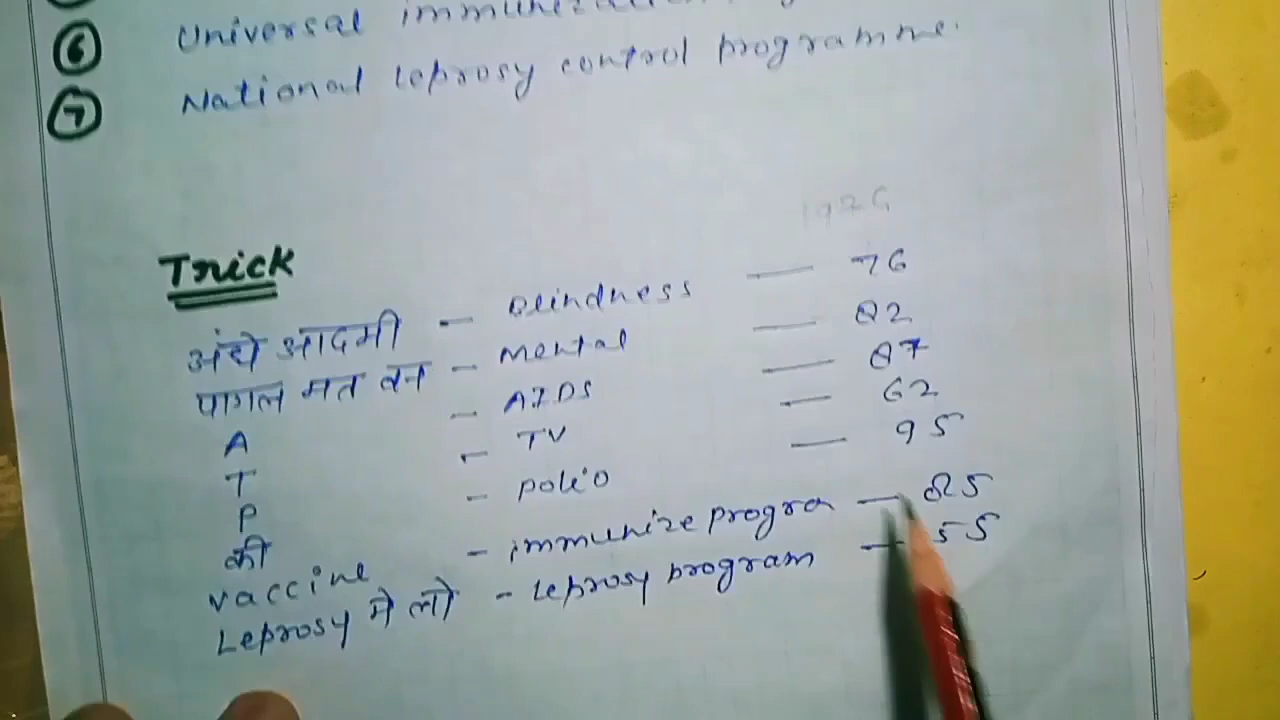 6 Universal
7 National Leprosy control programme.
Trick
अंधे आदमी – Blindness — 76
पागल मत बन – Mental — 82
A – AIDS — 87
T – TV — 62
P – polio — 95
की
vaccine – immunize progra — 85
Leprosy मे लो – Leprosy program — 55